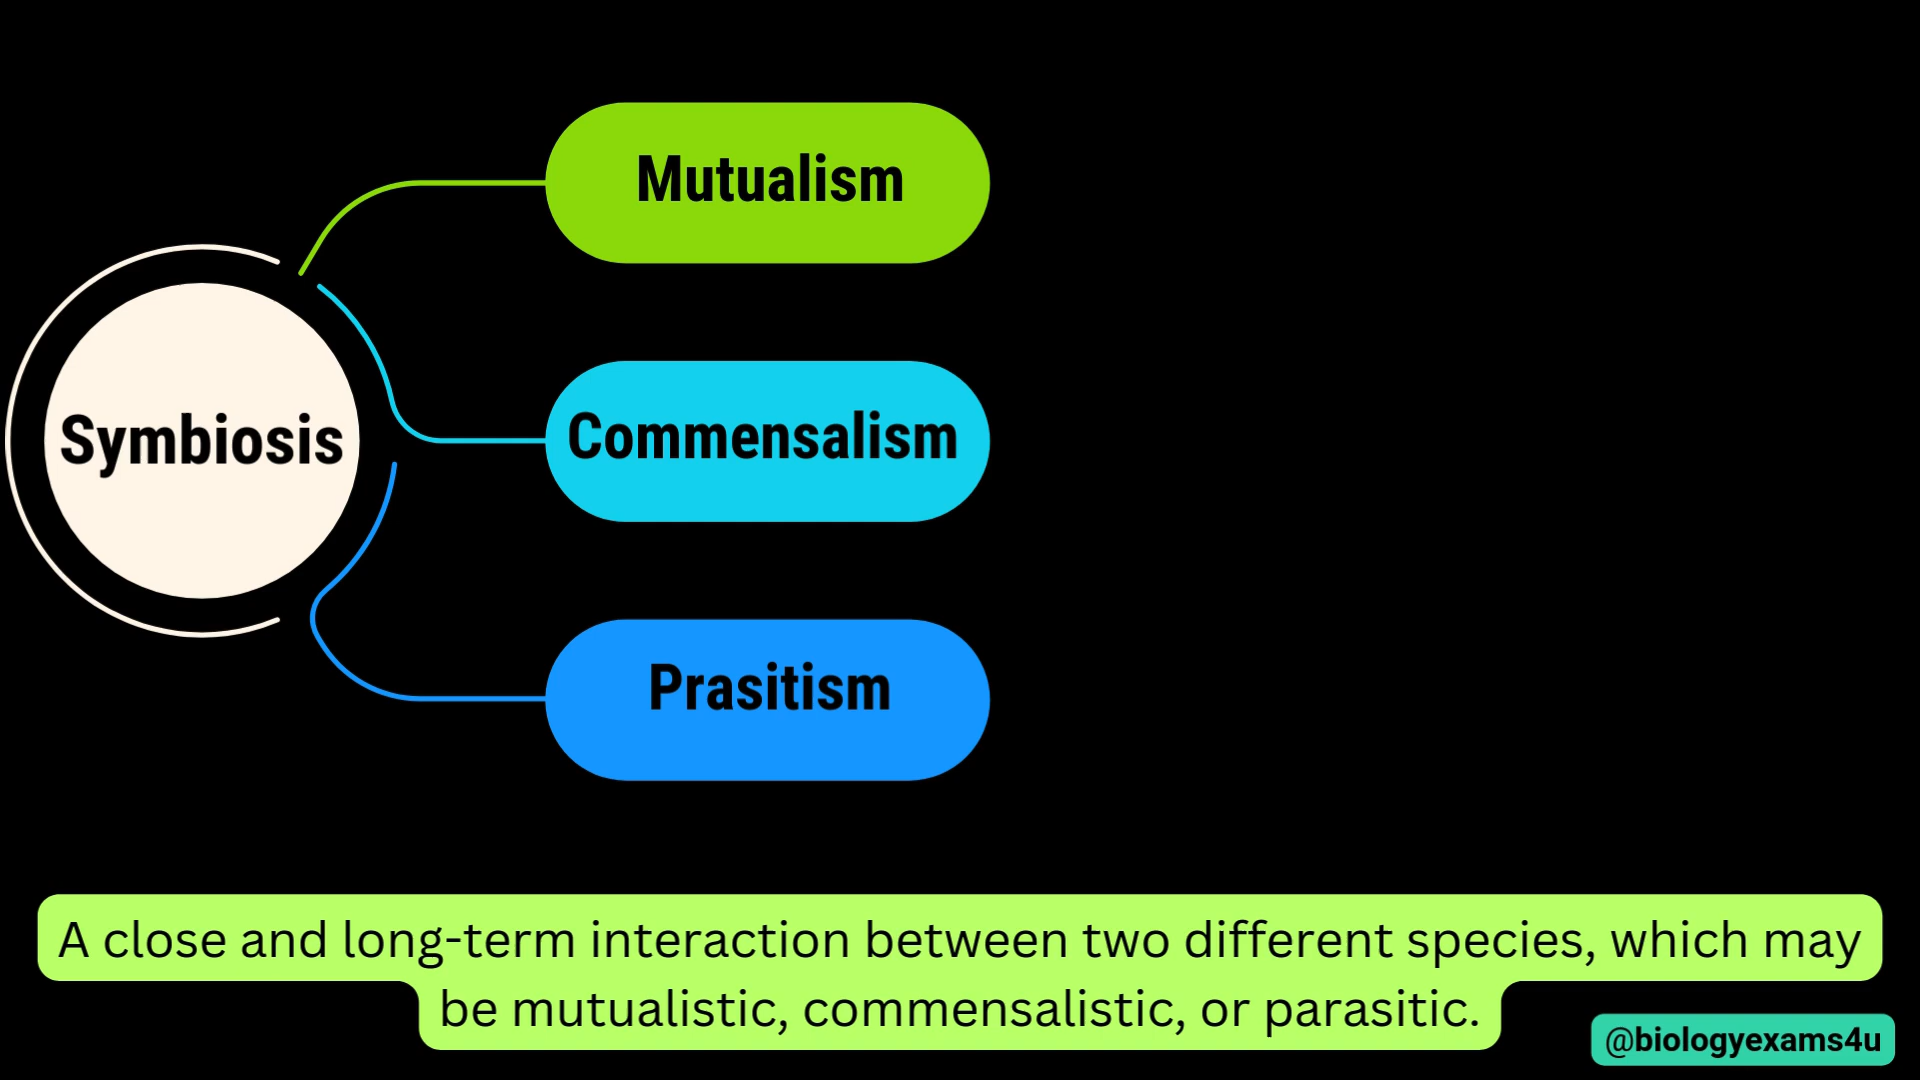 Mutualism
Symbiosis
Commensalism
Prasitism
A close and long-term interaction between two different species, which may
be mutualistic, commensalistic, or parasitic.
@biologyexams4u